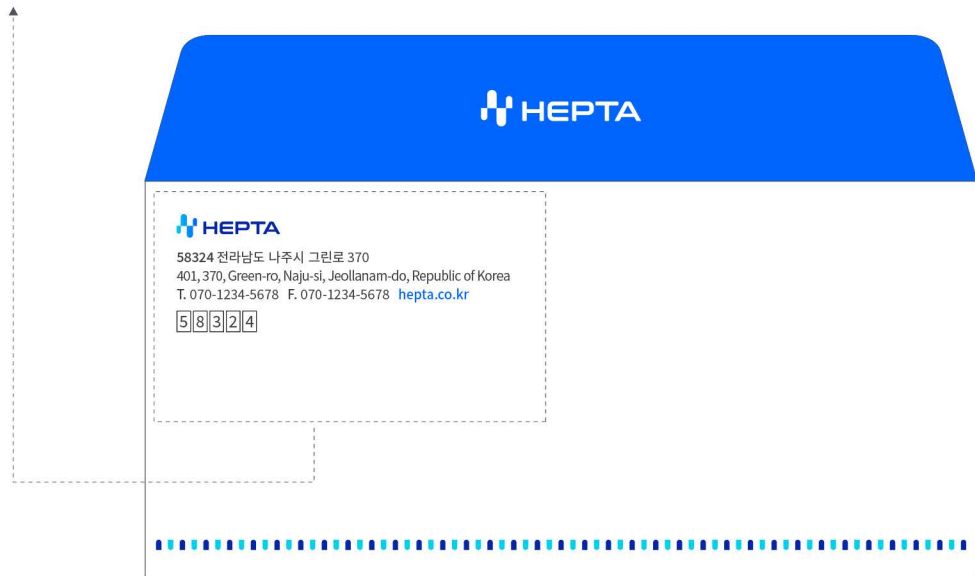 HEPTA
HEPTA
58324 전라남도 나주시 그린로 370
401, 370, Green-ro, Naju-si, Jeollanam-do, Republic of Korea
T. 070-1234-5678 F. 070-1234-5678 hepta.co.kr
58324